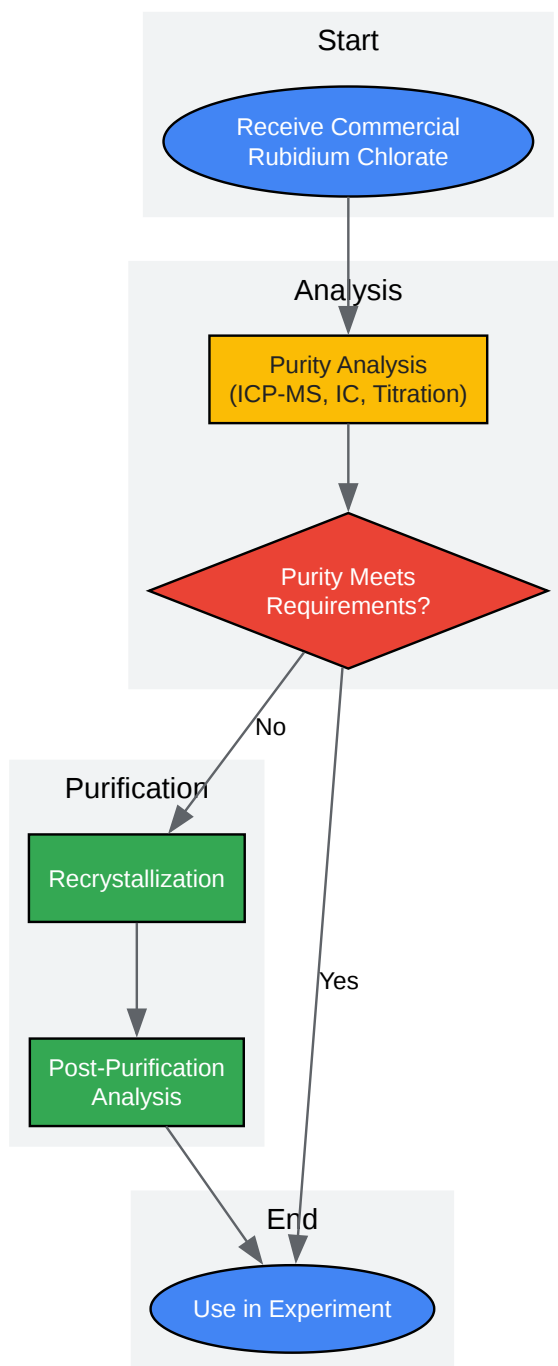 Start
Receive Commercial
Rubidium Chlorate
Analysis
Purity Analysis
(ICP-MS, IC, Titration)
Purity Meets
Requirements?
No
Purification
Recrystallization
Yes
Post-Purification
Analysis
End
Use in Experiment